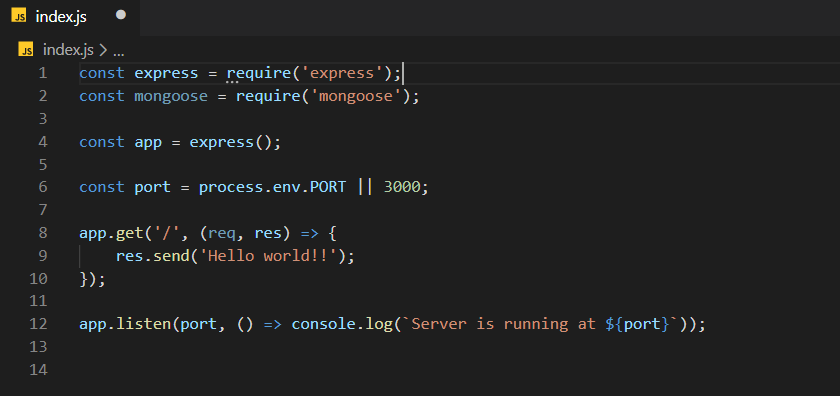 JS index.js
JS index.js > ...
1 const express = require('express');
2 const mongoose = require('mongoose');
3
4 const app = express();
5
6 const port = process.env.PORT || 3000;
7
8 app.get('/', (req, res) => {
9     res.send('Hello world!!');
10 });
11
12 app.listen(port, () => console.log(`Server is running at ${port}`));
13
14